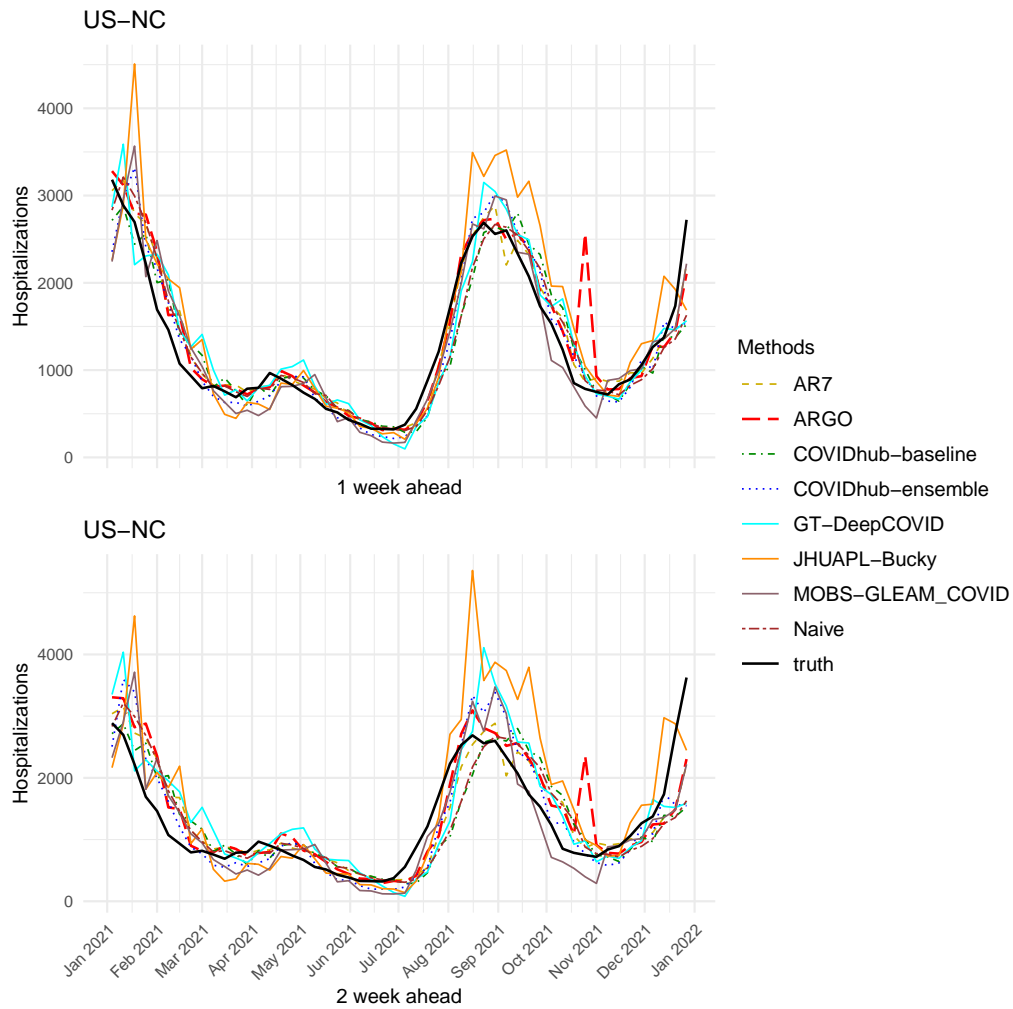 US−NC
4000
3000
2000
1000
0
Hospitalizations
1 week ahead
US−NC
4000
2000
0
Hospitalizations
Jan 2021
Feb 2021
Mar 2021
Apr 2021
May 2021
Jun 2021
Jul 2021
Aug 2021
Sep 2021
Oct 2021
Nov 2021
Dec 2021
Jan 2022
2 week ahead
Methods
AR7
ARGO
COVIDhub−baseline
COVIDhub−ensemble
GT−DeepCOVID
JHUAPL−Bucky
MOBS−GLEAM_COVID
Naive
truth